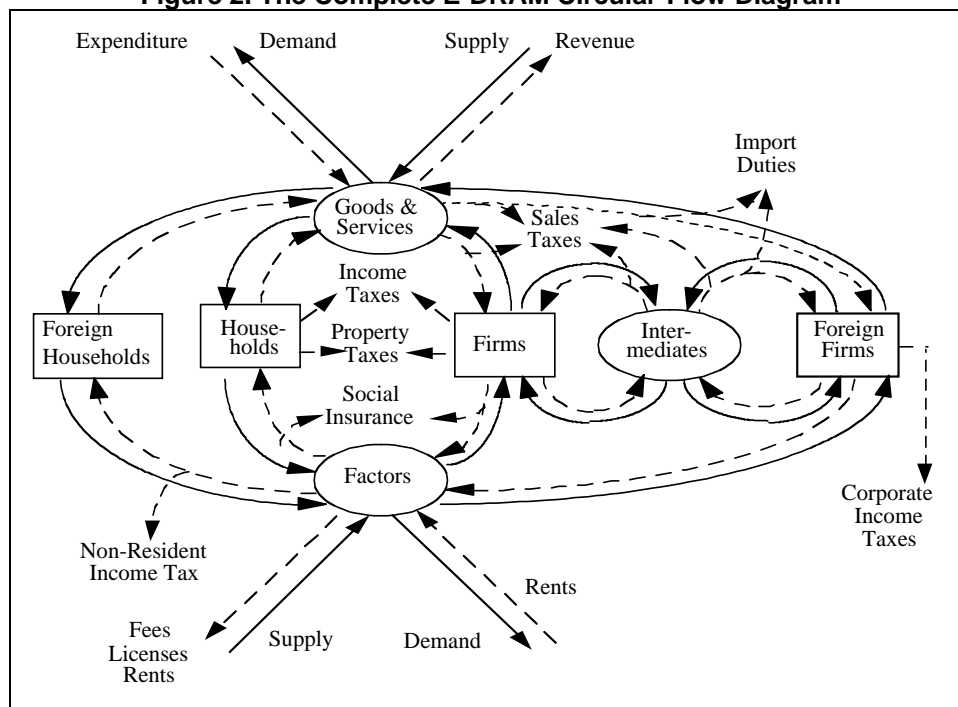 Figure 2. The Complete E-DRAM Circular-Flow Diagram
Expenditure
Demand
Supply
Revenue
Import
Duties
Goods &
Services
Sales
Taxes
Income
Taxes
Foreign
Households
House-
holds
Property
Taxes
Firms
Inter-
mediates
Foreign
Firms
Social
Insurance
Factors
Corporate
Income
Taxes
Non-Resident
Income Tax
Rents
Fees
Licenses
Rents
Supply
Demand